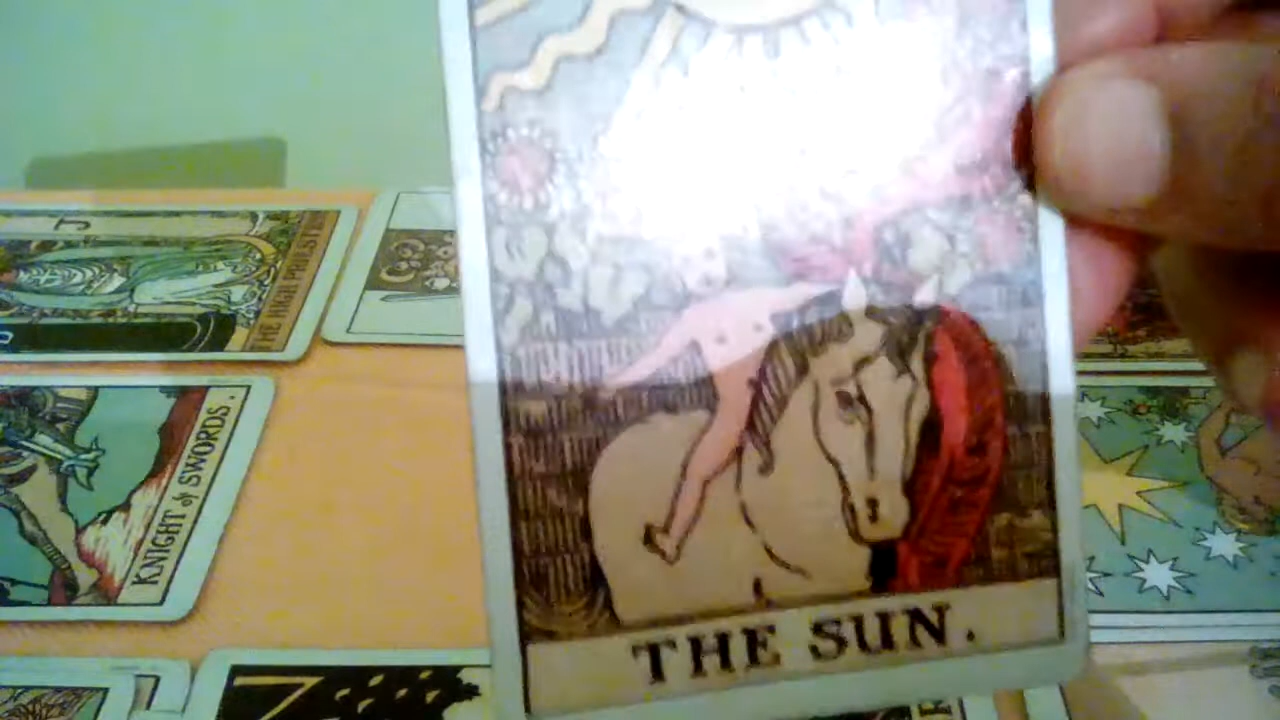 THE HIGH PRIESTESS
J
KNIGHT of SWORDS.
THE SUN.